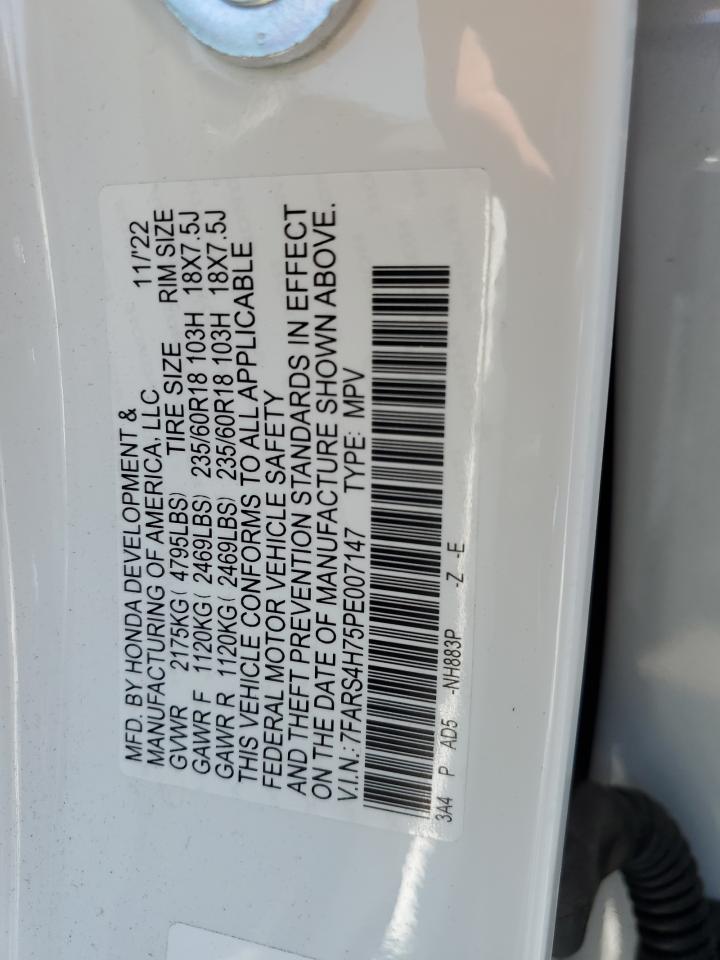 MFD. BY HONDA DEVELOPMENT & 11/'22
MANUFACTURING OF AMERICA, LLC
GVWR 2175KG( 4795LBS) TIRE SIZE RIM SIZE
GAWR F 1120KG( 2469LBS) 235/60R18 103H 18X7.5J
GAWR R 1120KG( 2469LBS) 235/60R18 103H 18X7.5J
THIS VEHICLE CONFORMS TO ALL APPLICABLE
FEDERAL MOTOR VEHICLE SAFETY
AND THEFT PREVENTION STANDARDS IN EFFECT
ON THE DATE OF MANUFACTURE SHOWN ABOVE.
V.I.N.: 7FARS4H75PE007147 TYPE: MPV
3A4 P AD5 -NH883P -Z -E